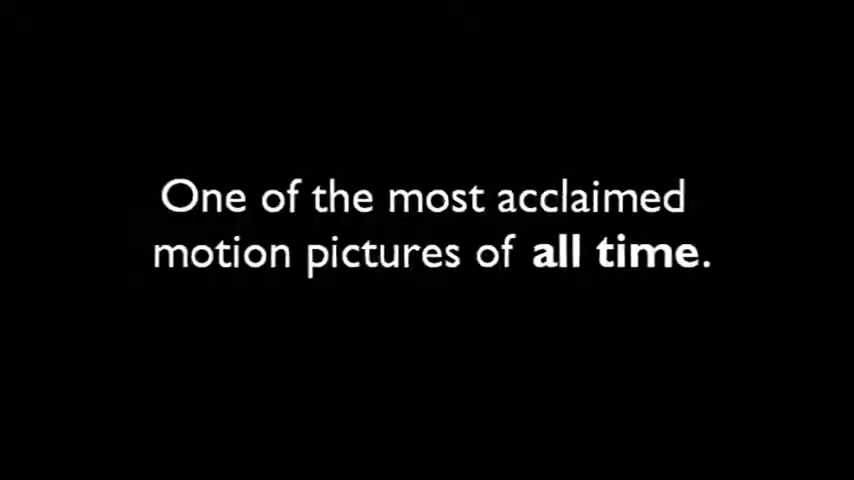 One of the most acclaimed
motion pictures of all time.